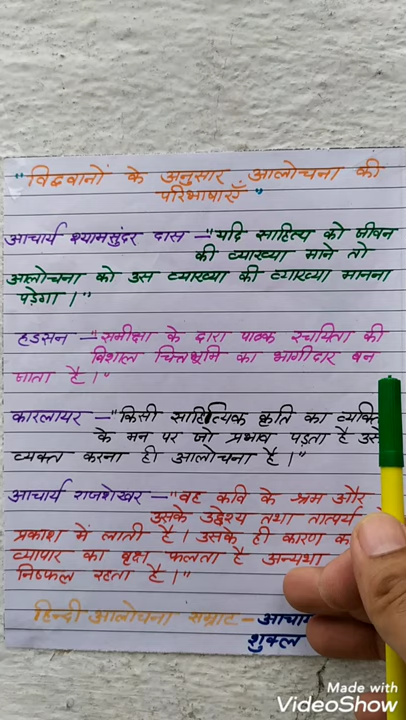 "विद्वानों के अनुसार आलोचना की
परिभाषाएँ"
आचार्य श्यामसुंदर दास – "यदि साहित्य को जीवन
की व्याख्या माने तो
आलोचना को उस व्याख्या की व्याख्या मानना
पड़ेगा।"
हडसन – "समीक्षा के द्वारा पाठक रचयिता की
विशाल चित्तभूमि का भागीदार बन
जाता है।"
कारलायर – "किसी साहित्यिक कृति का व्यक्ति
के मन पर जो प्रभाव पड़ता है उसे
व्यक्त करना ही आलोचना है।"
आचार्य राजशेखर – "वह कवि के श्रम और
उसके उद्देश्य तथा तात्पर्य
प्रकाश में लाती है। उसके ही कारण
व्यापार का वृक्ष फलता है अन्यथा
निष्फल रहता है।"
हिन्दी आलोचना सम्राट –
शुक्ल
Made with
VideoShow